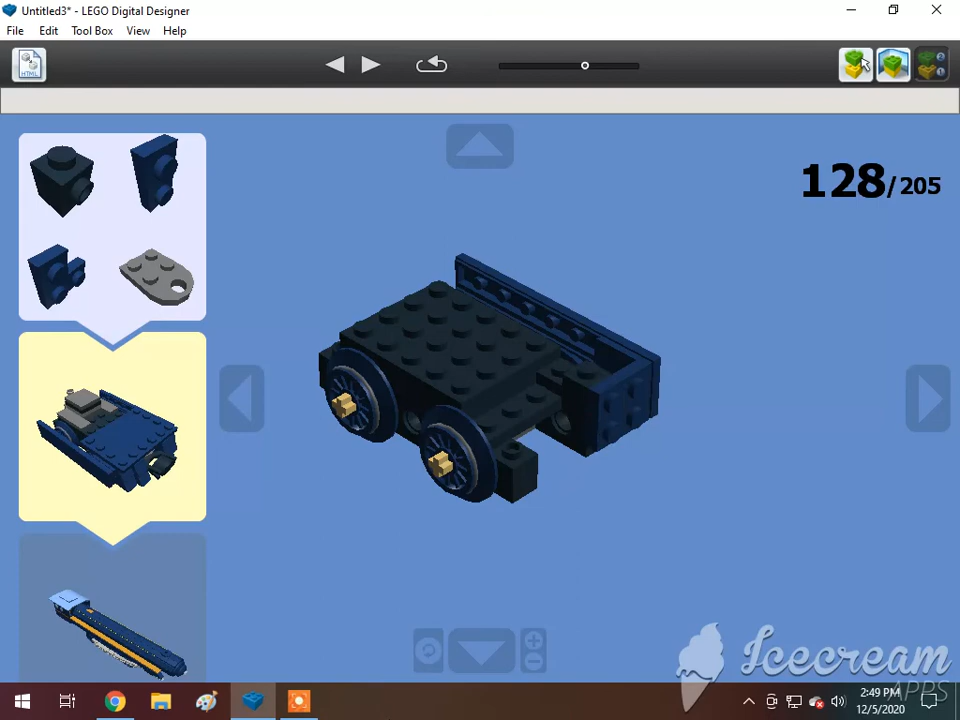 Untitled3* - LEGO Digital Designer
File Edit Tool Box View Help
HTML
128/205
Icecream
APPS
2:49 PM
12/5/2020